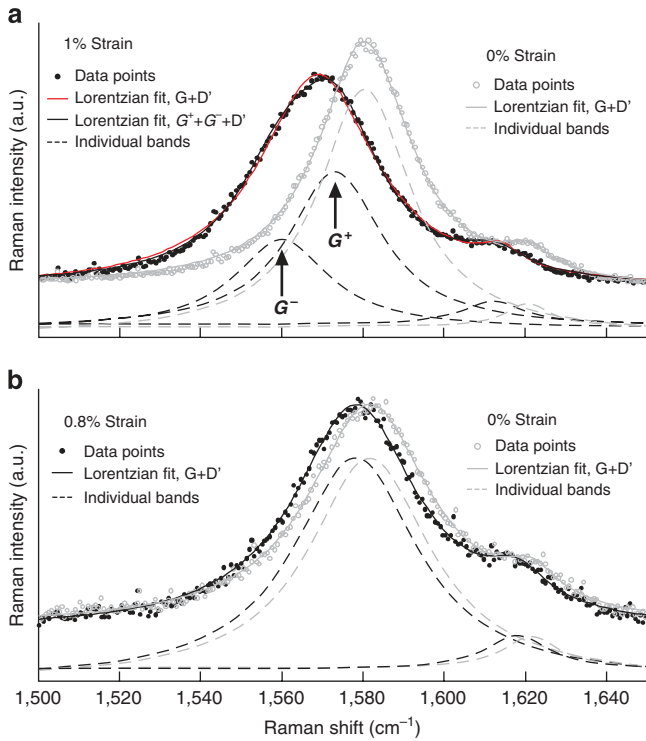 a
1% Strain
Data points
Lorentzian fit, G+D'
Lorentzian fit, G⁺+G⁻+D'
Individual bands
0% Strain
Data points
Lorentzian fit, G+D'
Individual bands
G⁺
G⁻
Raman intensity (a.u.)
b
0.8% Strain
Data points
Lorentzian fit, G+D'
Individual bands
0% Strain
Data points
Lorentzian fit, G+D'
Individual bands
Raman intensity (a.u.)
1,500 1,520 1,540 1,560 1,580 1,600 1,620 1,640
Raman shift (cm⁻¹)